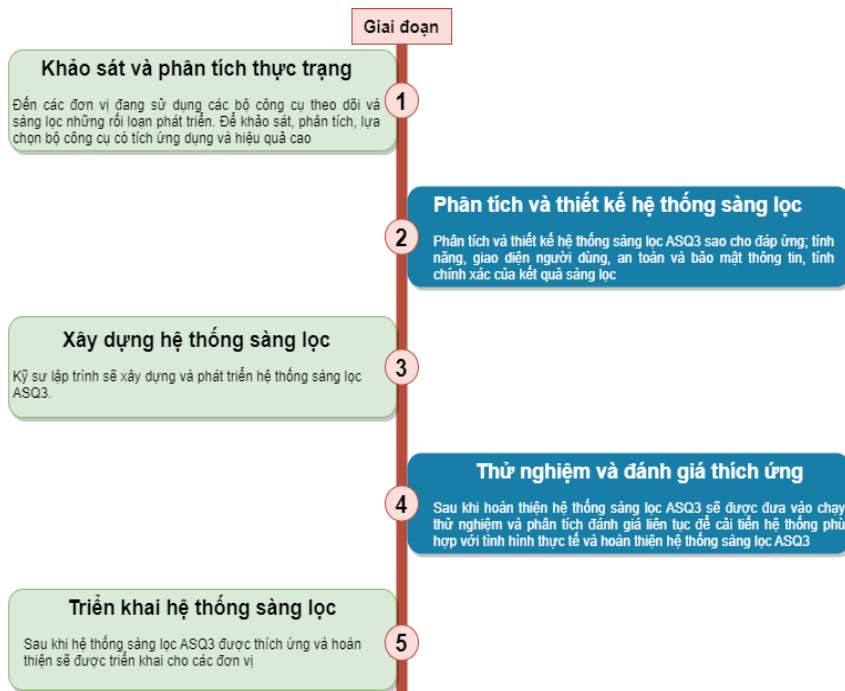 Giai đoạn
Khảo sát và phân tích thực trạng
Đến các đơn vị đang sử dụng các bộ công cụ theo dõi và
sàng lọc những rối loạn phát triển. Để khảo sát, phân tích, lựa
chọn bộ công cụ có tích ứng dụng và hiệu quả cao
1
Phân tích và thiết kế hệ thống sàng lọc
2
Phân tích và thiết kế hệ thống sàng lọc ASQ3 sao cho đáp ứng; tính
năng, giao diện người dùng, an toàn và bảo mật thông tin, tính
chính xác của kết quả sàng lọc
Xây dựng hệ thống sàng lọc
Kỹ sư lập trình sẽ xây dựng và phát triển hệ thống sàng lọc
ASQ3.
3
Thử nghiệm và đánh giá thích ứng
4
Sau khi hoàn thiện hệ thống sàng lọc ASQ3 sẽ được đưa vào chạy
thử nghiệm và phân tích đánh giá liên tục để cải tiến hệ thống phù
hợp với tình hình thực tế và hoàn thiện hệ thống sàng lọc ASQ3
Triển khai hệ thống sàng lọc
Sau khi hệ thống sàng lọc ASQ3 được thích ứng và hoàn
thiện sẽ được triển khai cho các đơn vị
5